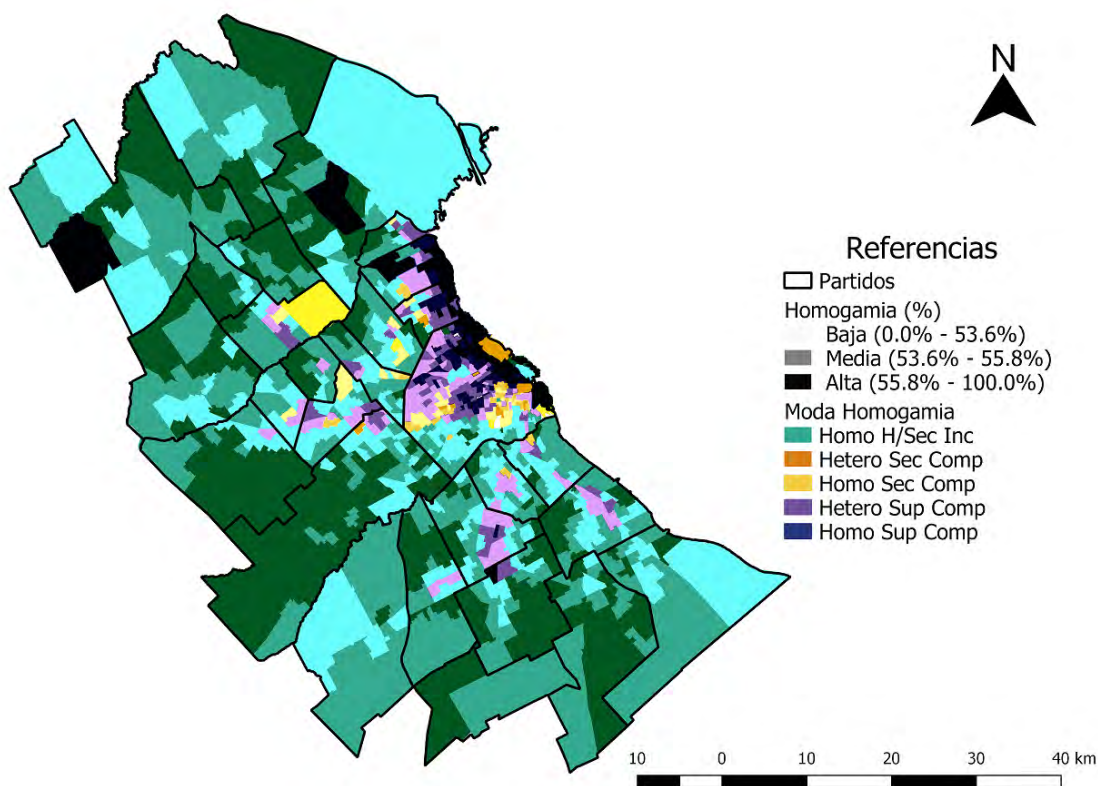 N
Referencias
Partidos
Homogamia (%)
Baja (0.0% - 53.6%)
Media (53.6% - 55.8%)
Alta (55.8% - 100.0%)
Moda Homogamia
Homo H/Sec Inc
Hetero Sec Comp
Homo Sec Comp
Hetero Sup Comp
Homo Sup Comp
10 0 10 20 30 40 km